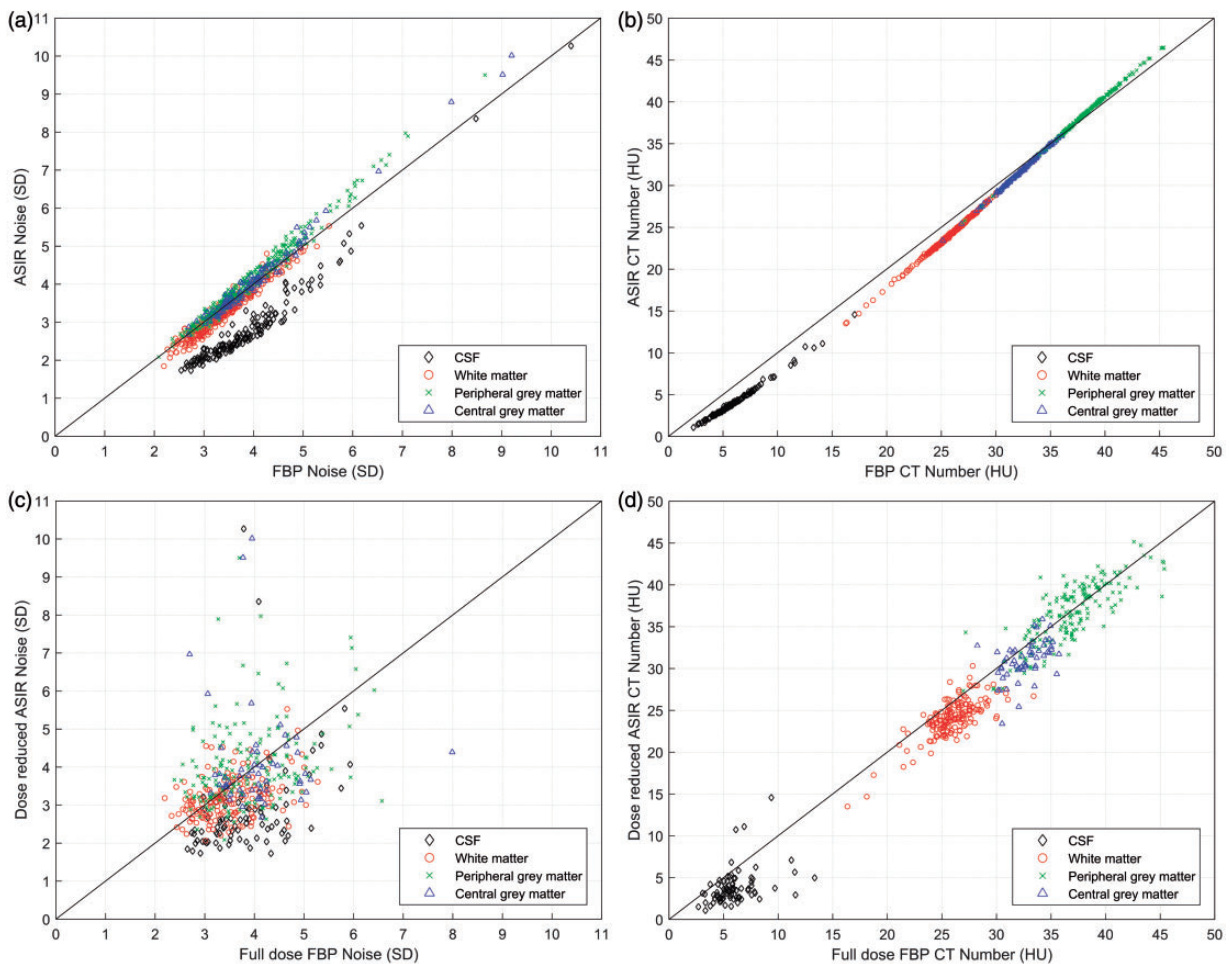 (a)
11
10
9
8
7
6
5
4
3
2
1
0
ASIR Noise (SD)
0 1 2 3 4 5 6 7 8 9 10 11
FBP Noise (SD)
CSF
White matter
Peripheral grey matter
Central grey matter
(b)
50
45
40
35
30
25
20
15
10
5
0
ASIR CT Number (HU)
0 5 10 15 20 25 30 35 40 45 50
FBP CT Number (HU)
CSF
White matter
Peripheral grey matter
Central grey matter
(c)
11
10
9
8
7
6
5
4
3
2
1
0
Dose reduced ASIR Noise (SD)
0 1 2 3 4 5 6 7 8 9 10 11
Full dose FBP Noise (SD)
CSF
White matter
Peripheral grey matter
Central grey matter
(d)
50
45
40
35
30
25
20
15
10
5
0
Dose reduced ASIR CT Number (HU)
0 5 10 15 20 25 30 35 40 45 50
Full dose FBP CT Number (HU)
CSF
White matter
Peripheral grey matter
Central grey matter